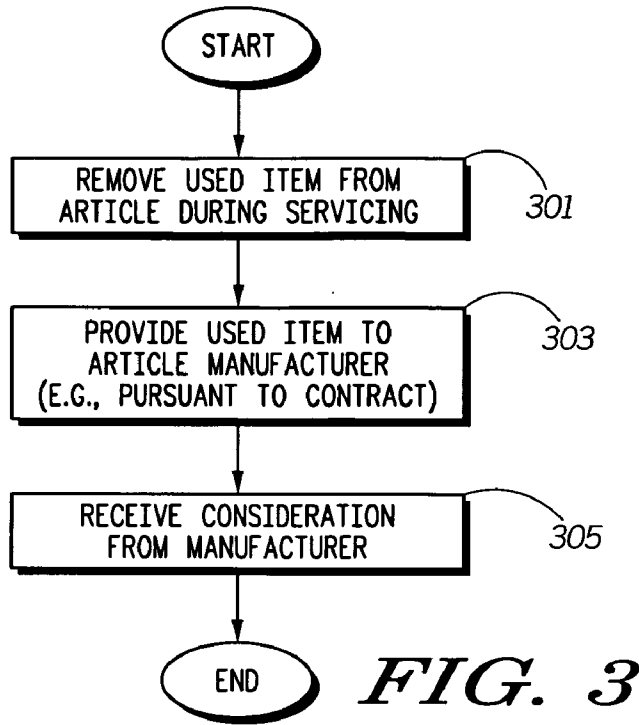 START
REMOVE USED ITEM FROM
ARTICLE DURING SERVICING
301
PROVIDE USED ITEM TO
ARTICLE MANUFACTURER
(E.G., PURSUANT TO CONTRACT)
303
RECEIVE CONSIDERATION
FROM MANUFACTURER
305
END
FIG. 3